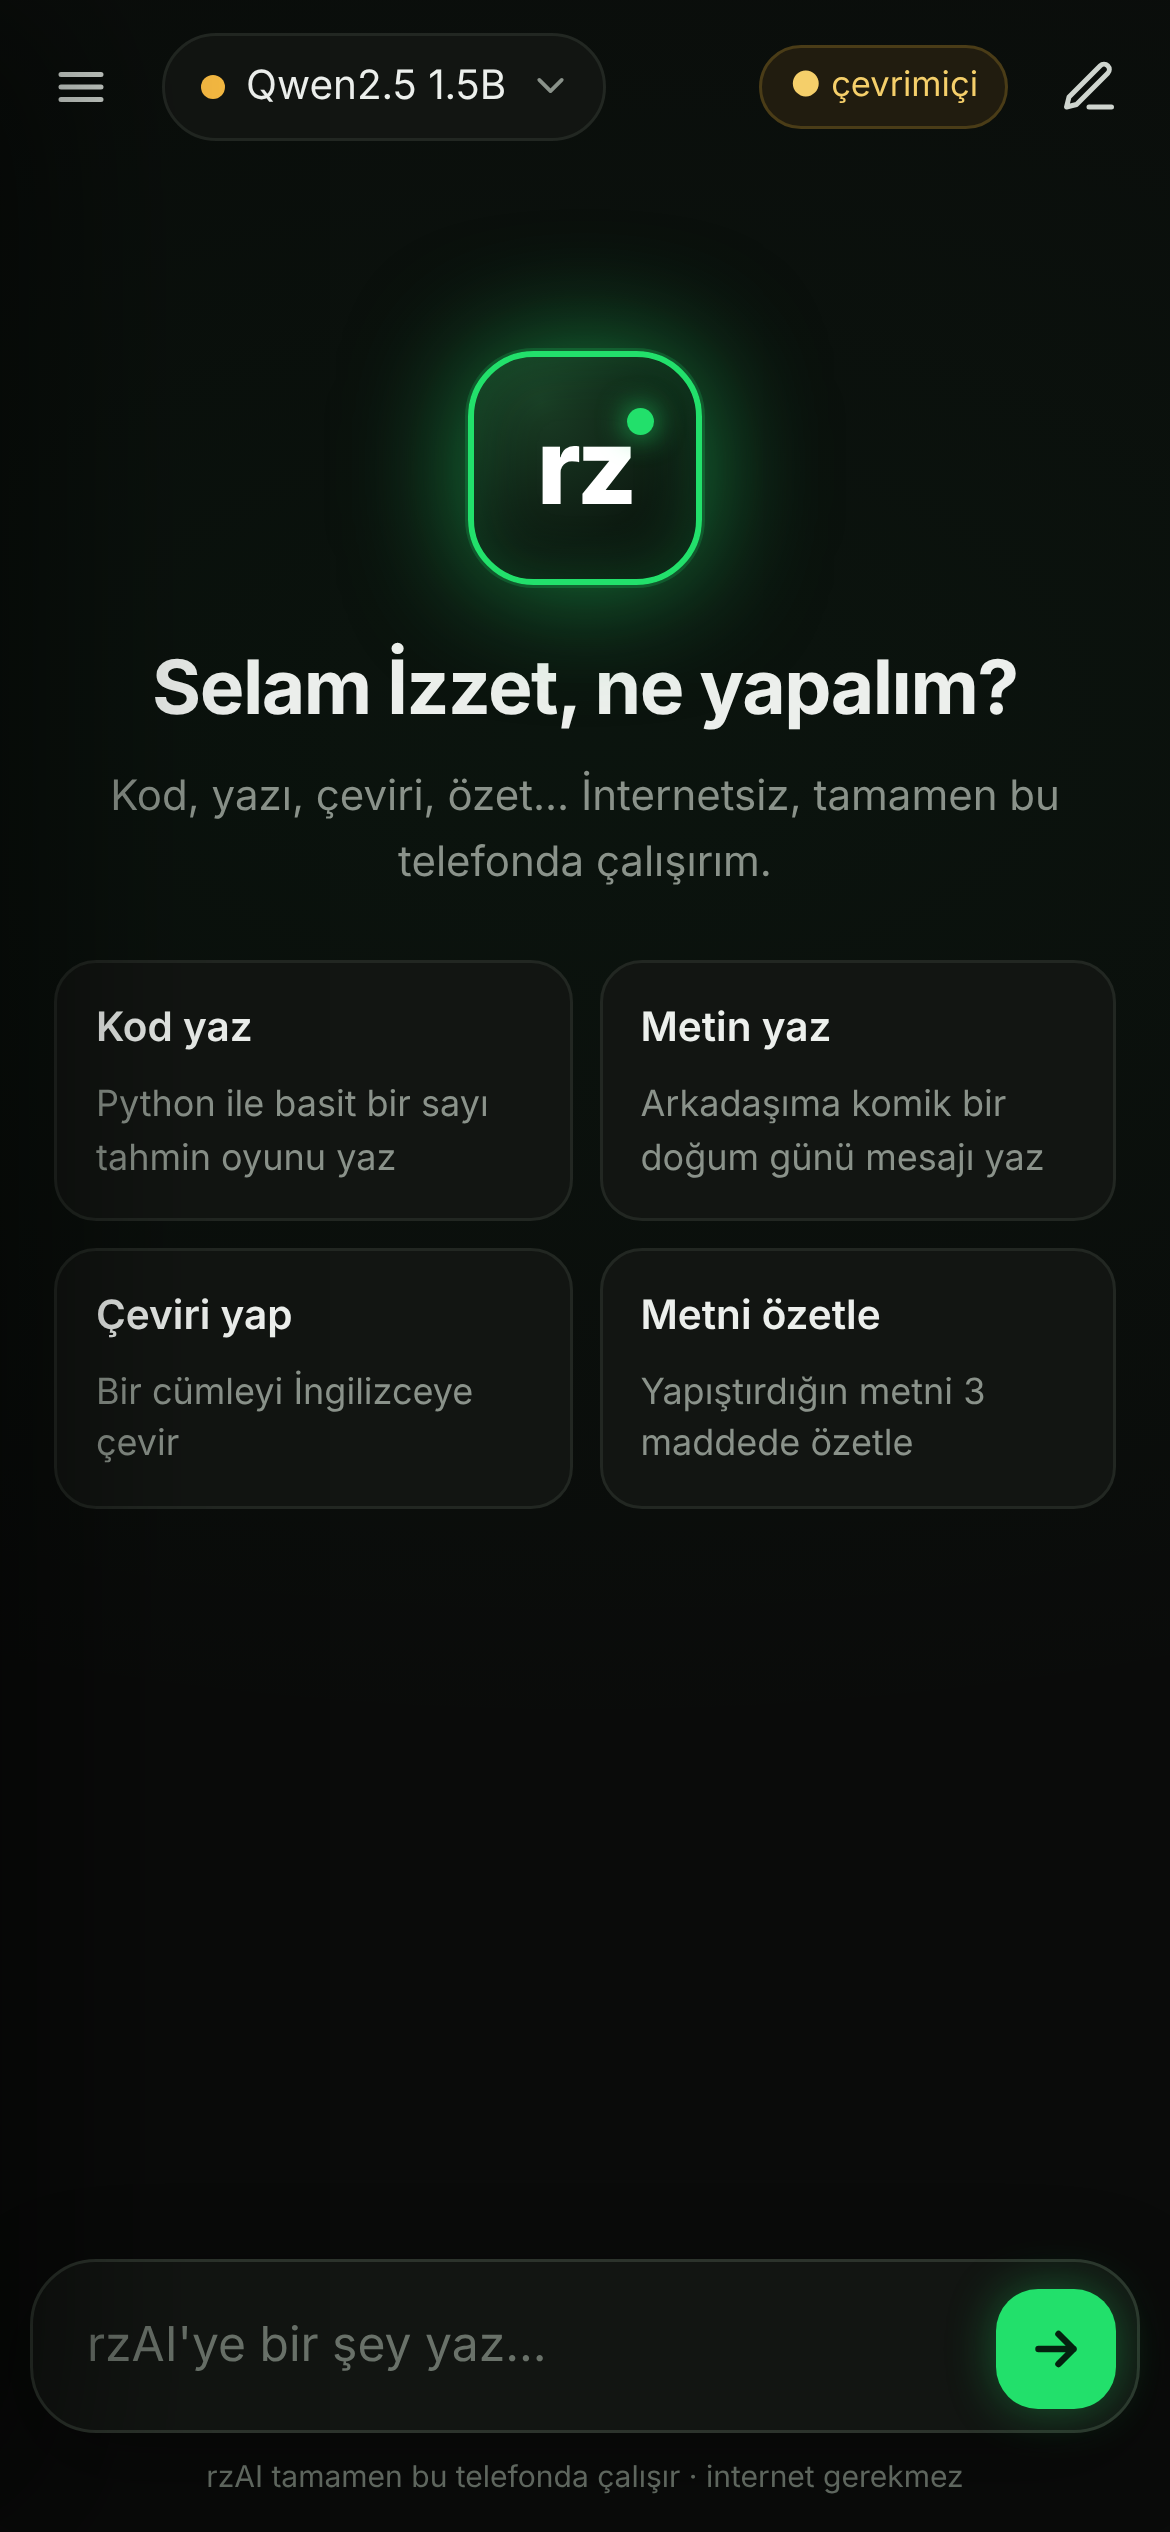 Qwen2.5 1.5B
çevrimiçi
rz
Selam İzzet, ne yapalım?
Kod, yazı, çeviri, özet... İnternetsiz, tamamen bu
telefonda çalışırım.
Kod yaz
Python ile basit bir sayı
tahmin oyunu yaz
Metin yaz
Arkadaşıma komik bir
doğum günü mesajı yaz
Çeviri yap
Bir cümleyi İngilizceye
çevir
Metni özetle
Yapıştırdığın metni 3
maddede özetle
rzAI'ye bir şey yaz...
rzAI tamamen bu telefonda çalışır · internet gerekmez